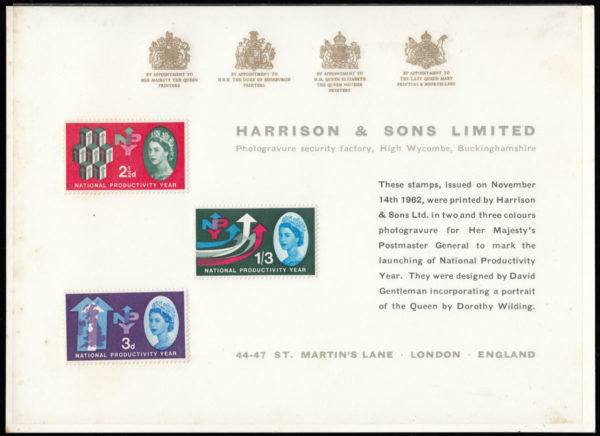 BY APPOINTMENT TO
HER MAJESTY THE QUEEN
PRINTERS
BY APPOINTMENT TO
H·R·H THE DUKE OF EDINBURGH
PRINTERS
BY APPOINTMENT TO
H.M. QUEEN ELIZABETH
THE QUEEN MOTHER
PRINTERS
BY APPOINTMENT TO
THE LATE QUEEN MARY
PRINTERS & BOOKSELLERS
HARRISON & SONS LIMITED
Photogravure security factory, High Wycombe, Buckinghamshire
NPY
2½d
NATIONAL PRODUCTIVITY YEAR
NPY
1/3
NATIONAL PRODUCTIVITY YEAR
NPY
3d
NATIONAL PRODUCTIVITY YEAR
These stamps, issued on November
14th 1962, were printed by Harrison
& Sons Ltd. in two and three colours
photogravure for Her Majesty's
Postmaster General to mark the
launching of National Productivity
Year. They were designed by David
Gentleman incorporating a portrait
of the Queen by Dorothy Wilding.
44-47 ST. MARTIN'S LANE · LONDON · ENGLAND